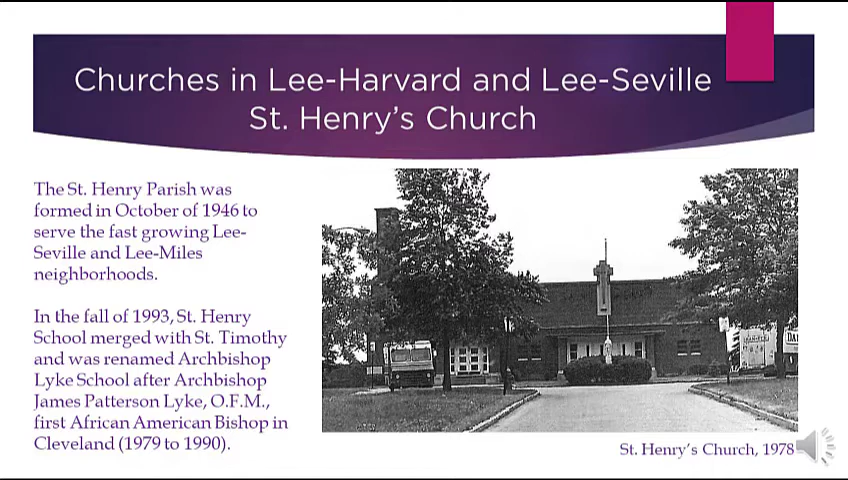 Churches in Lee-Harvard and Lee-Seville
St. Henry's Church
The St. Henry Parish was
formed in October of 1946 to
serve the fast growing Lee-
Seville and Lee-Miles
neighborhoods.
In the fall of 1993, St. Henry
School merged with St. Timothy
and was renamed Archbishop
Lyke School after Archbishop
James Patterson Lyke, O.F.M.,
first African American Bishop in
Cleveland (1979 to 1990).
St. Henry's Church, 1978